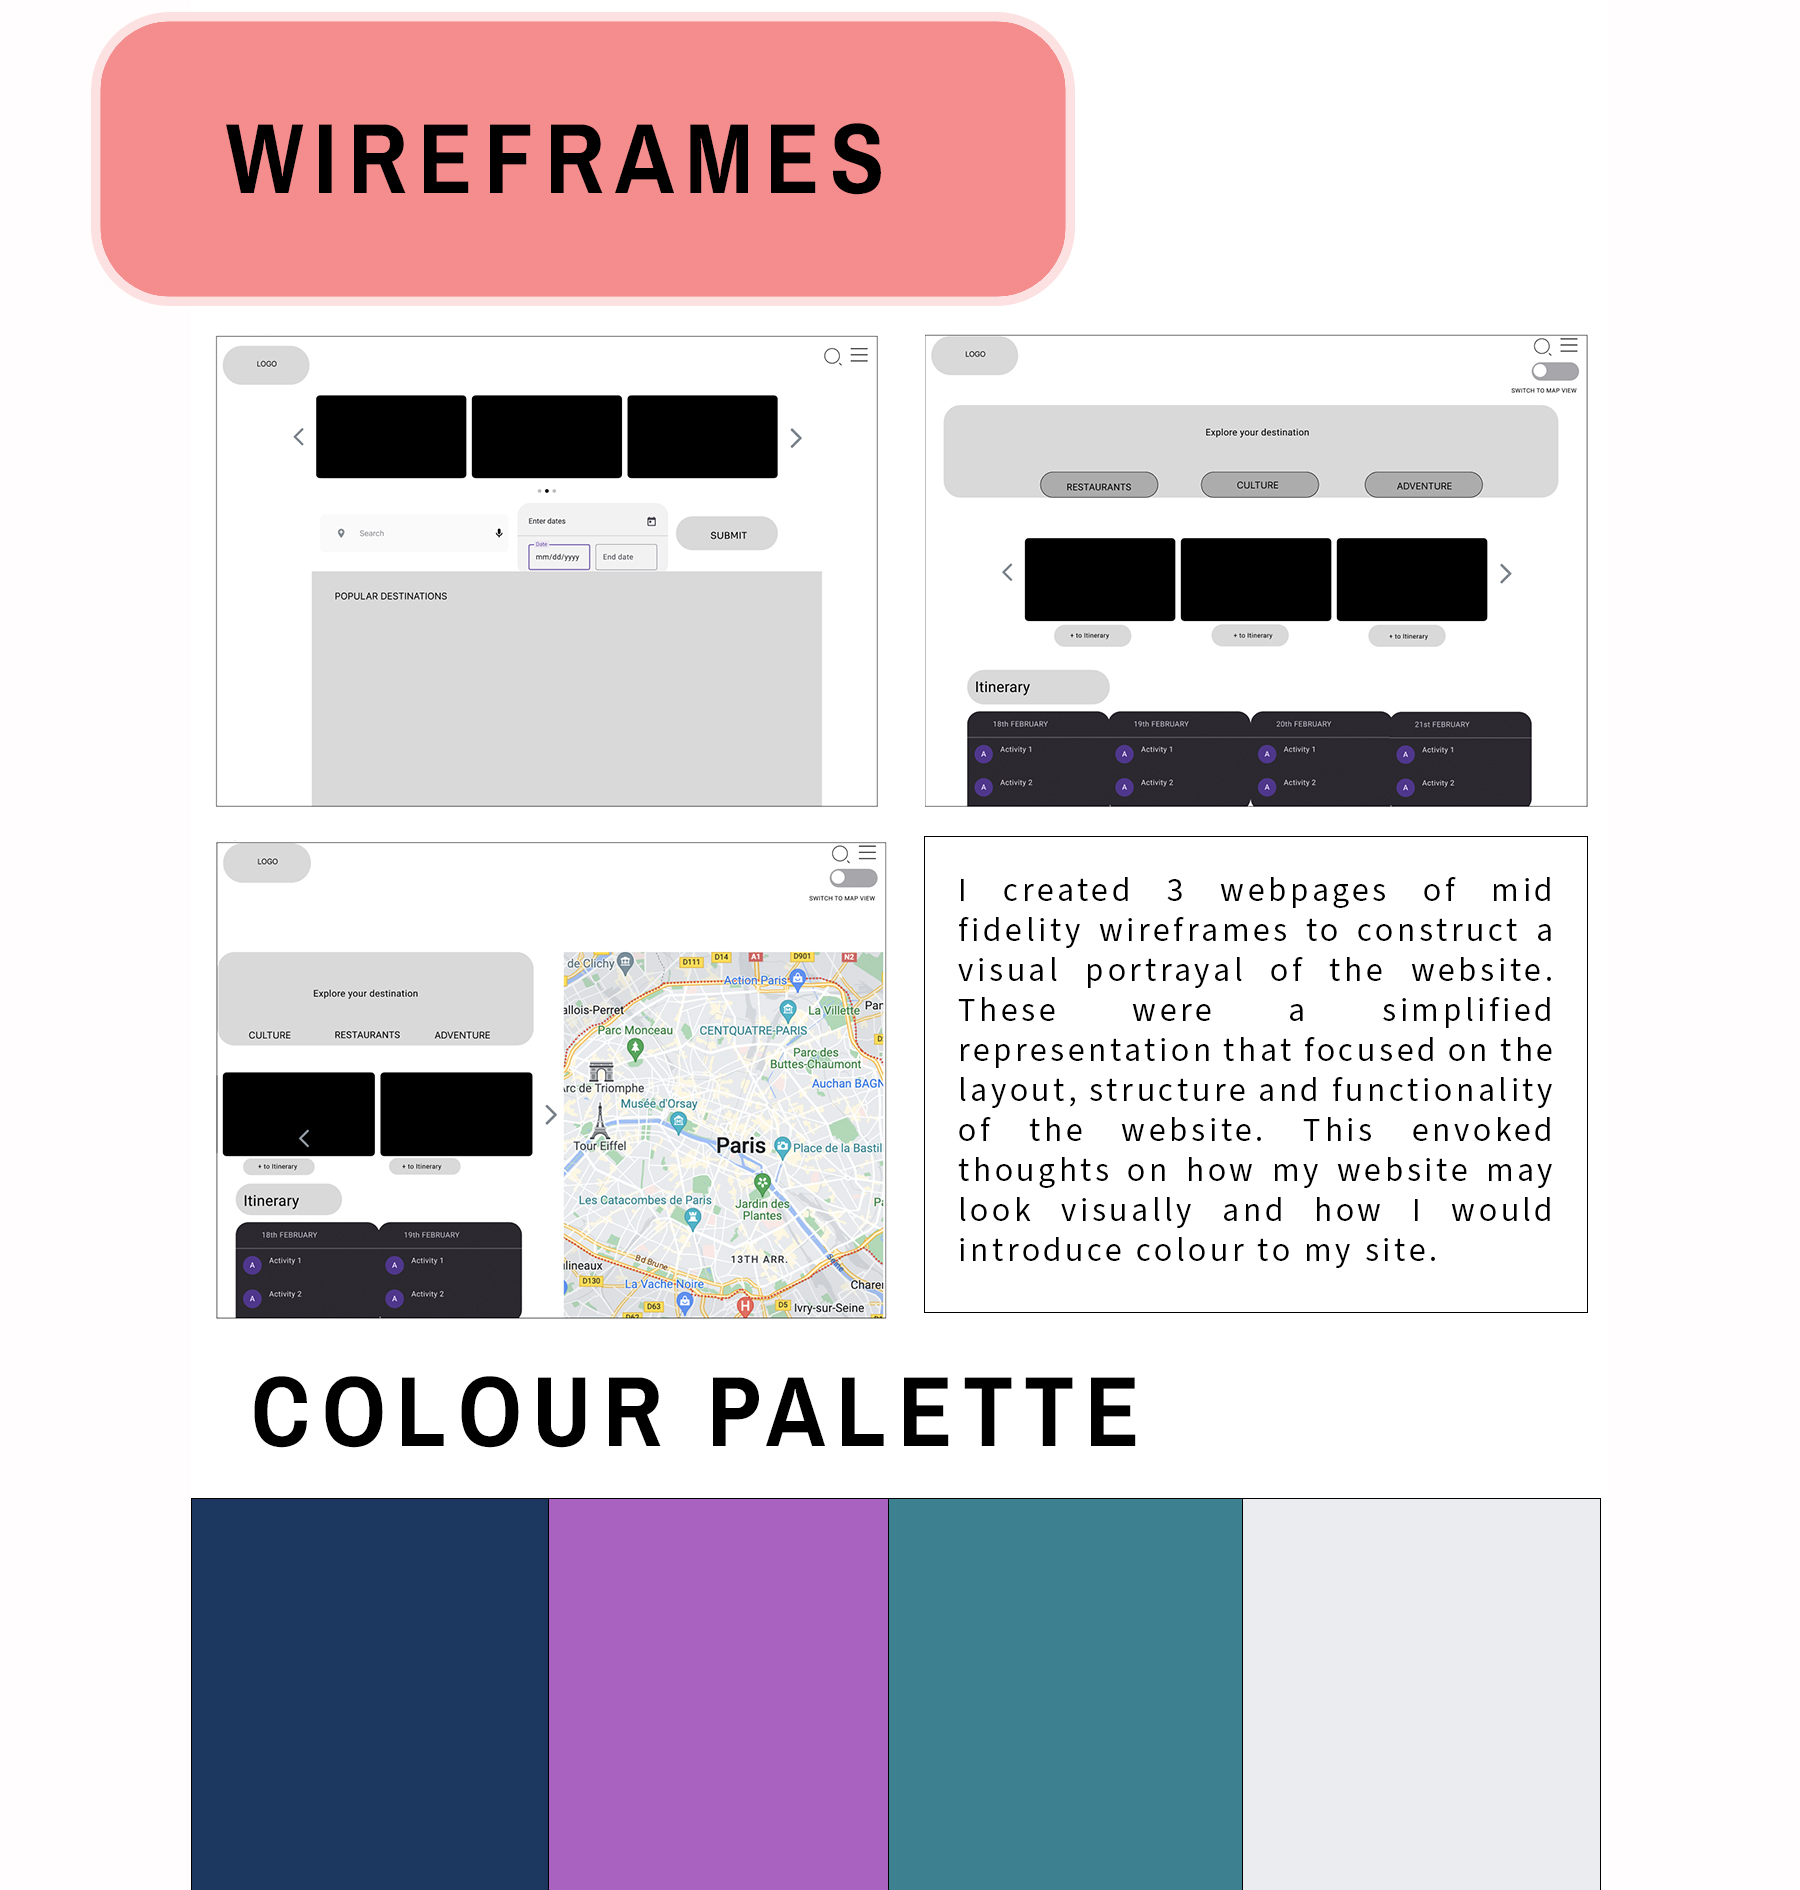 WIREFRAMES
LOGO
Search
Enter dates
Date
mm/dd/yyyy
End date
SUBMIT
POPULAR DESTINATIONS
LOGO
SWITCH TO MAP VIEW
Explore your destination
RESTAURANTS
CULTURE
ADVENTURE
+ to Itinerary
+ to Itinerary
+ to Itinerary
Itinerary
18th FEBRUARY
19th FEBRUARY
20th FEBRUARY
21st FEBRUARY
A Activity 1
A Activity 1
A Activity 1
A Activity 1
A Activity 2
A Activity 2
A Activity 2
A Activity 2
LOGO
SWITCH TO MAP VIEW
Explore your destination
CULTURE
RESTAURANTS
ADVENTURE
+ to Itinerary
+ to Itinerary
Itinerary
18th FEBRUARY
19th FEBRUARY
A Activity 1
A Activity 1
A Activity 2
A Activity 2
de Clichy
D111
D14
A1
D901
N2
Action Paris
allois-Perret
La Villette
Par
Parc Monceau
CENTQUATRE-PARIS
Parc des
Buttes-Chaumont
Arc de Triomphe
Auchan BAGN
Musée d'Orsay
Tour Eiffel
Paris
Place de la Bastil
Les Catacombes de Paris
Jardin des
Plantes
13TH ARR.
Bd Brune
Seine
lineaux
D130
La Vache Noire
Charen
D63
H
D5
Ivry-sur-Seine
D62
I created 3 webpages of mid
fidelity wireframes to construct a
visual portrayal of the website.
These were a simplified
representation that focused on the
layout, structure and functionality
of the website. This envoked
thoughts on how my website may
look visually and how I would
introduce colour to my site.
COLOUR PALETTE